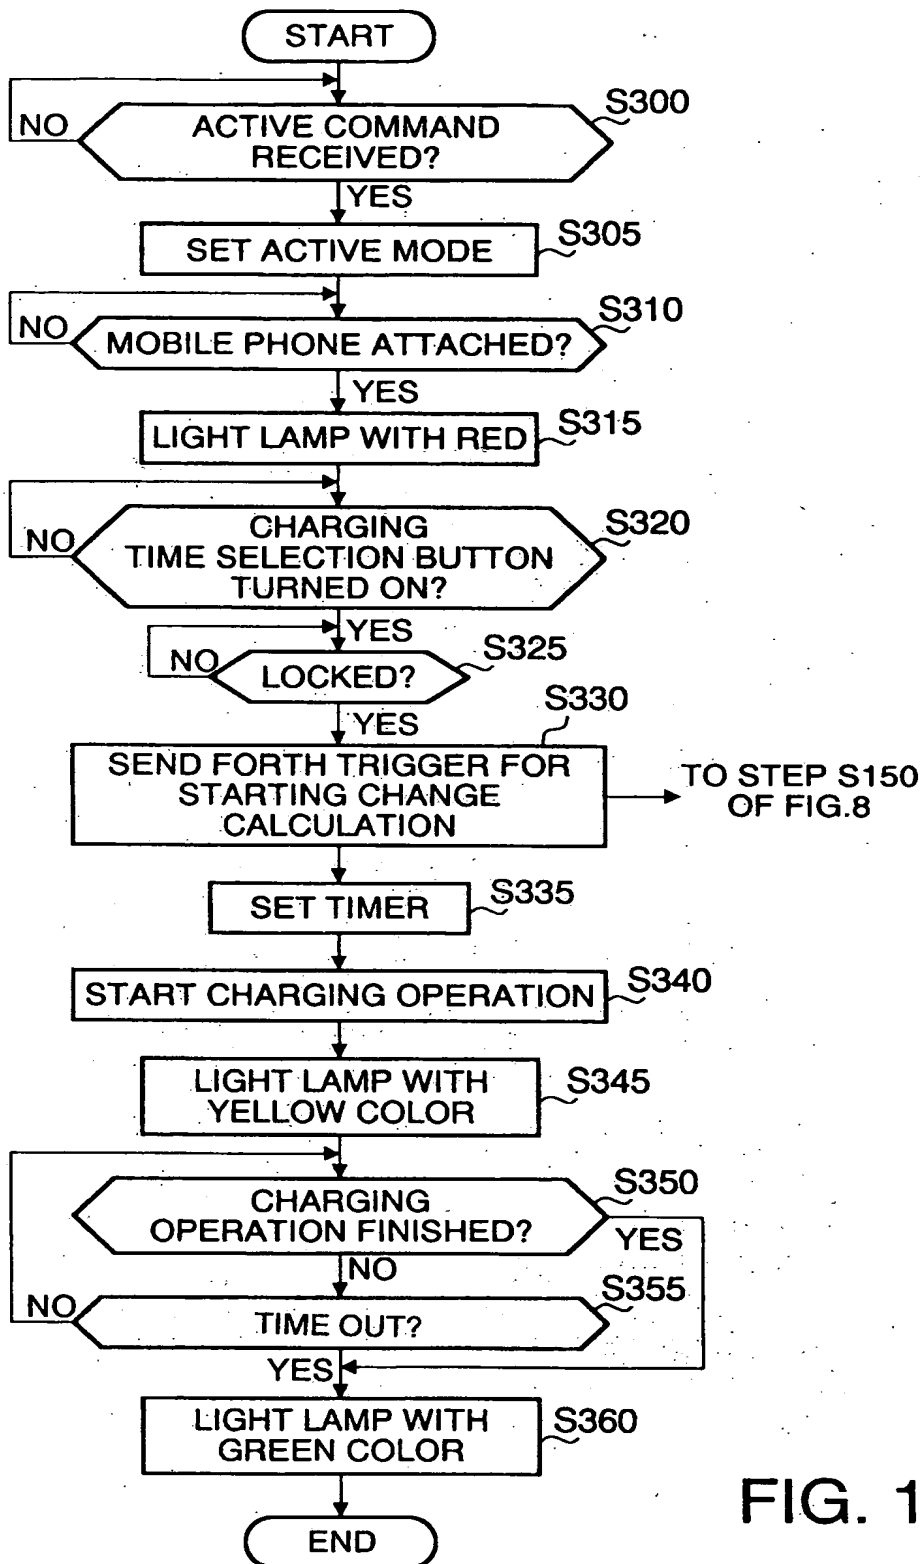 START
S300
NO
ACTIVE COMMAND
RECEIVED?
YES
S305
SET ACTIVE MODE
S310
NO
MOBILE PHONE ATTACHED?
YES
S315
LIGHT LAMP WITH RED
S320
NO
CHARGING
TIME SELECTION BUTTON
TURNED ON?
YES
S325
NO
LOCKED?
YES
S330
SEND FORTH TRIGGER FOR
STARTING CHANGE
CALCULATION
TO STEP S150
OF FIG.8
S335
SET TIMER
S340
START CHARGING OPERATION
S345
LIGHT LAMP WITH
YELLOW COLOR
S350
CHARGING
OPERATION FINISHED?
YES
NO
S355
NO
TIME OUT?
YES
S360
LIGHT LAMP WITH
GREEN COLOR
END
FIG. 1